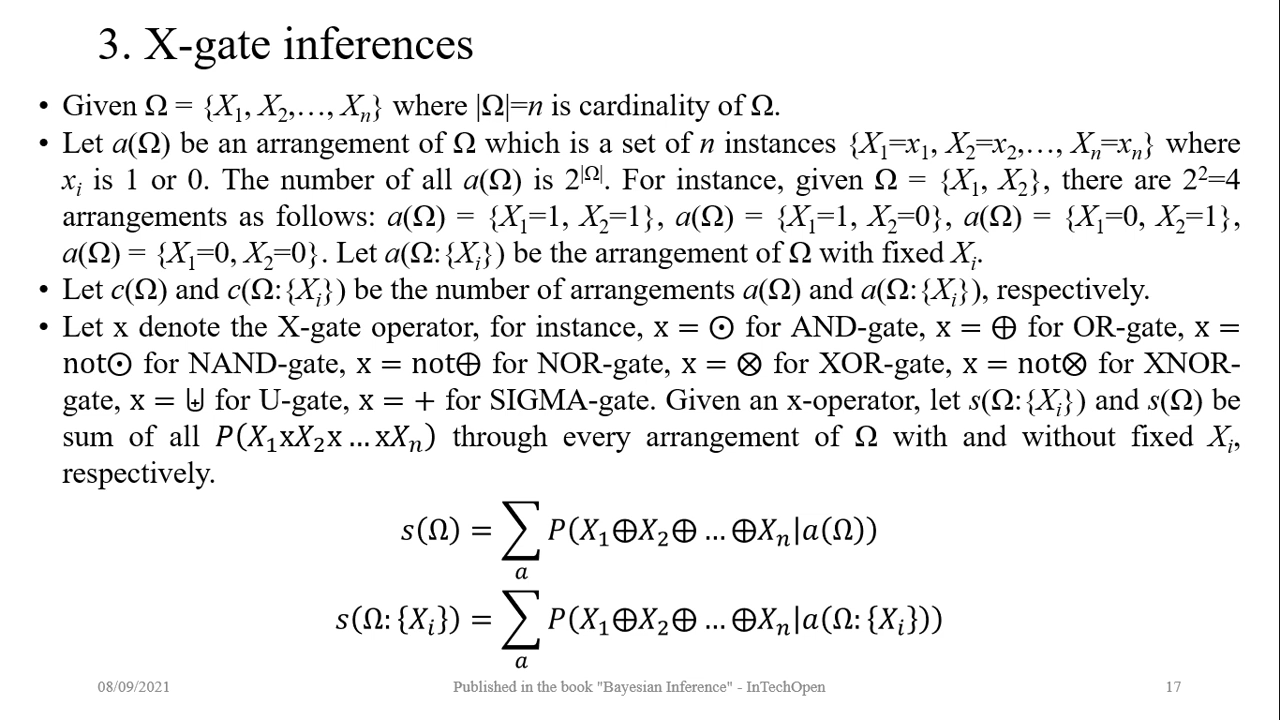 3. X-gate inferences
• Given Ω = {X₁, X₂,…, Xₙ} where |Ω|=n is cardinality of Ω.
• Let a(Ω) be an arrangement of Ω which is a set of n instances {X₁=x₁, X₂=x₂,…, Xₙ=xₙ} where
xᵢ is 1 or 0. The number of all a(Ω) is 2^|Ω|. For instance, given Ω = {X₁, X₂}, there are 2²=4
arrangements as follows: a(Ω) = {X₁=1, X₂=1}, a(Ω) = {X₁=1, X₂=0}, a(Ω) = {X₁=0, X₂=1},
a(Ω) = {X₁=0, X₂=0}. Let a(Ω:{Xᵢ}) be the arrangement of Ω with fixed Xᵢ.
• Let c(Ω) and c(Ω:{Xᵢ}) be the number of arrangements a(Ω) and a(Ω:{Xᵢ}), respectively.
• Let x denote the X-gate operator, for instance, x = ⊙ for AND-gate, x = ⊕ for OR-gate, x =
not⊙ for NAND-gate, x = not⊕ for NOR-gate, x = ⊗ for XOR-gate, x = not⊗ for XNOR-
gate, x = ⊎ for U-gate, x = + for SIGMA-gate. Given an x-operator, let s(Ω:{Xᵢ}) and s(Ω) be
sum of all P(X₁xX₂x…xXₙ) through every arrangement of Ω with and without fixed Xᵢ,
respectively.
s(Ω) = ∑ₐ P(X₁⊕X₂⊕…⊕Xₙ|a(Ω))
s(Ω:{Xᵢ}) = ∑ₐ P(X₁⊕X₂⊕…⊕Xₙ|a(Ω:{Xᵢ}))
08/09/2021 Published in the book "Bayesian Inference" - InTechOpen 17